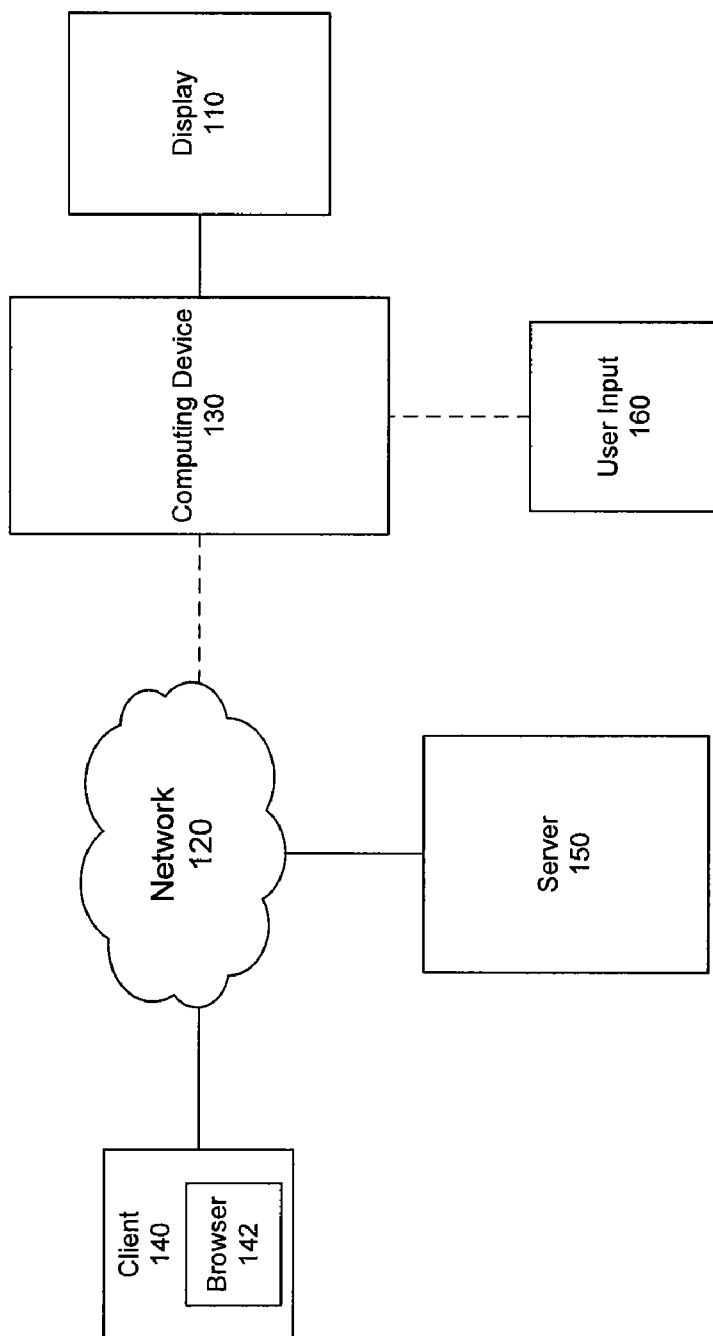 Client
140
Browser
142
Network
120
Server
150
Computing Device
130
User Input
160
Display
110